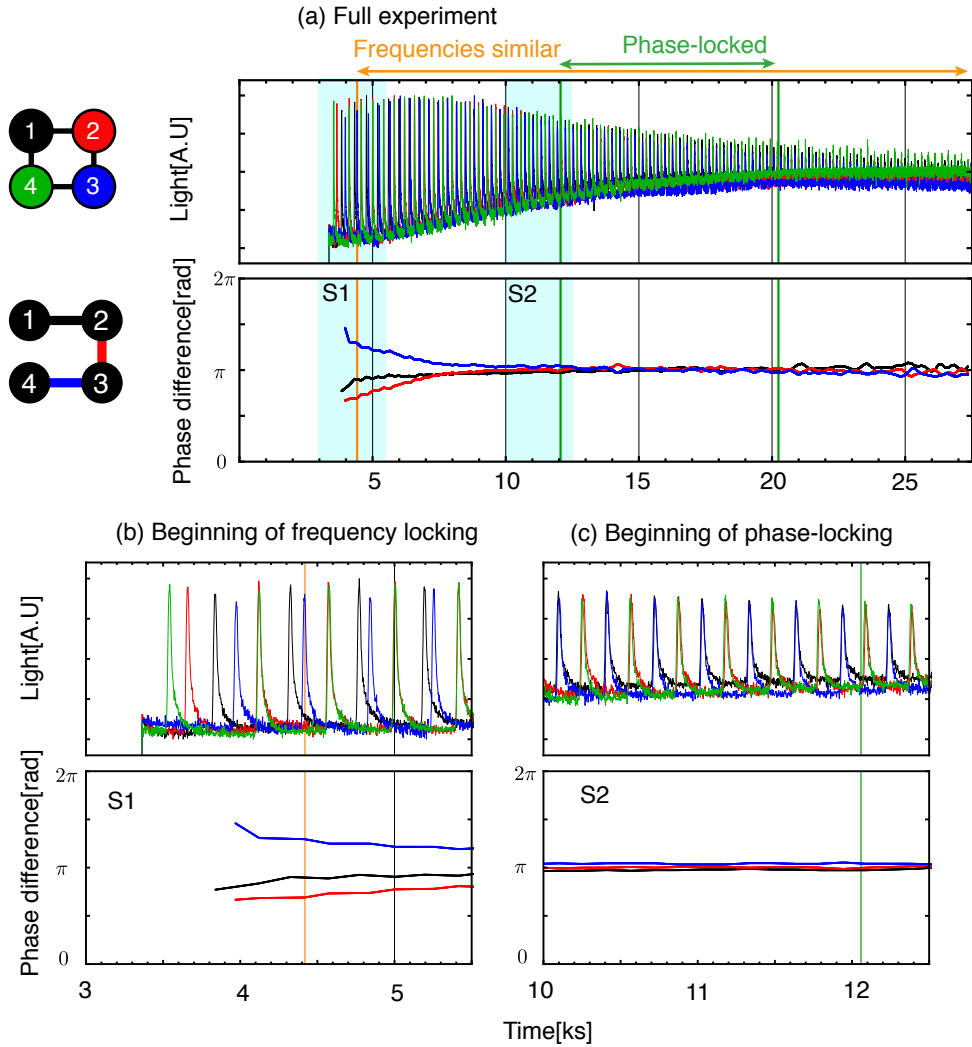 (a) Full experiment
Frequencies similar
Phase-locked
1 2
4 3
Light[A.U]
1 2
4 3
Phase difference[rad]
2π
π
0
S1
S2
5 10 15 20 25
(b) Beginning of frequency locking
(c) Beginning of phase-locking
Light[A.U]
Phase difference[rad]
2π
π
0
S1
2π
π
0
S2
3 4 5
10 11 12
Time[ks]